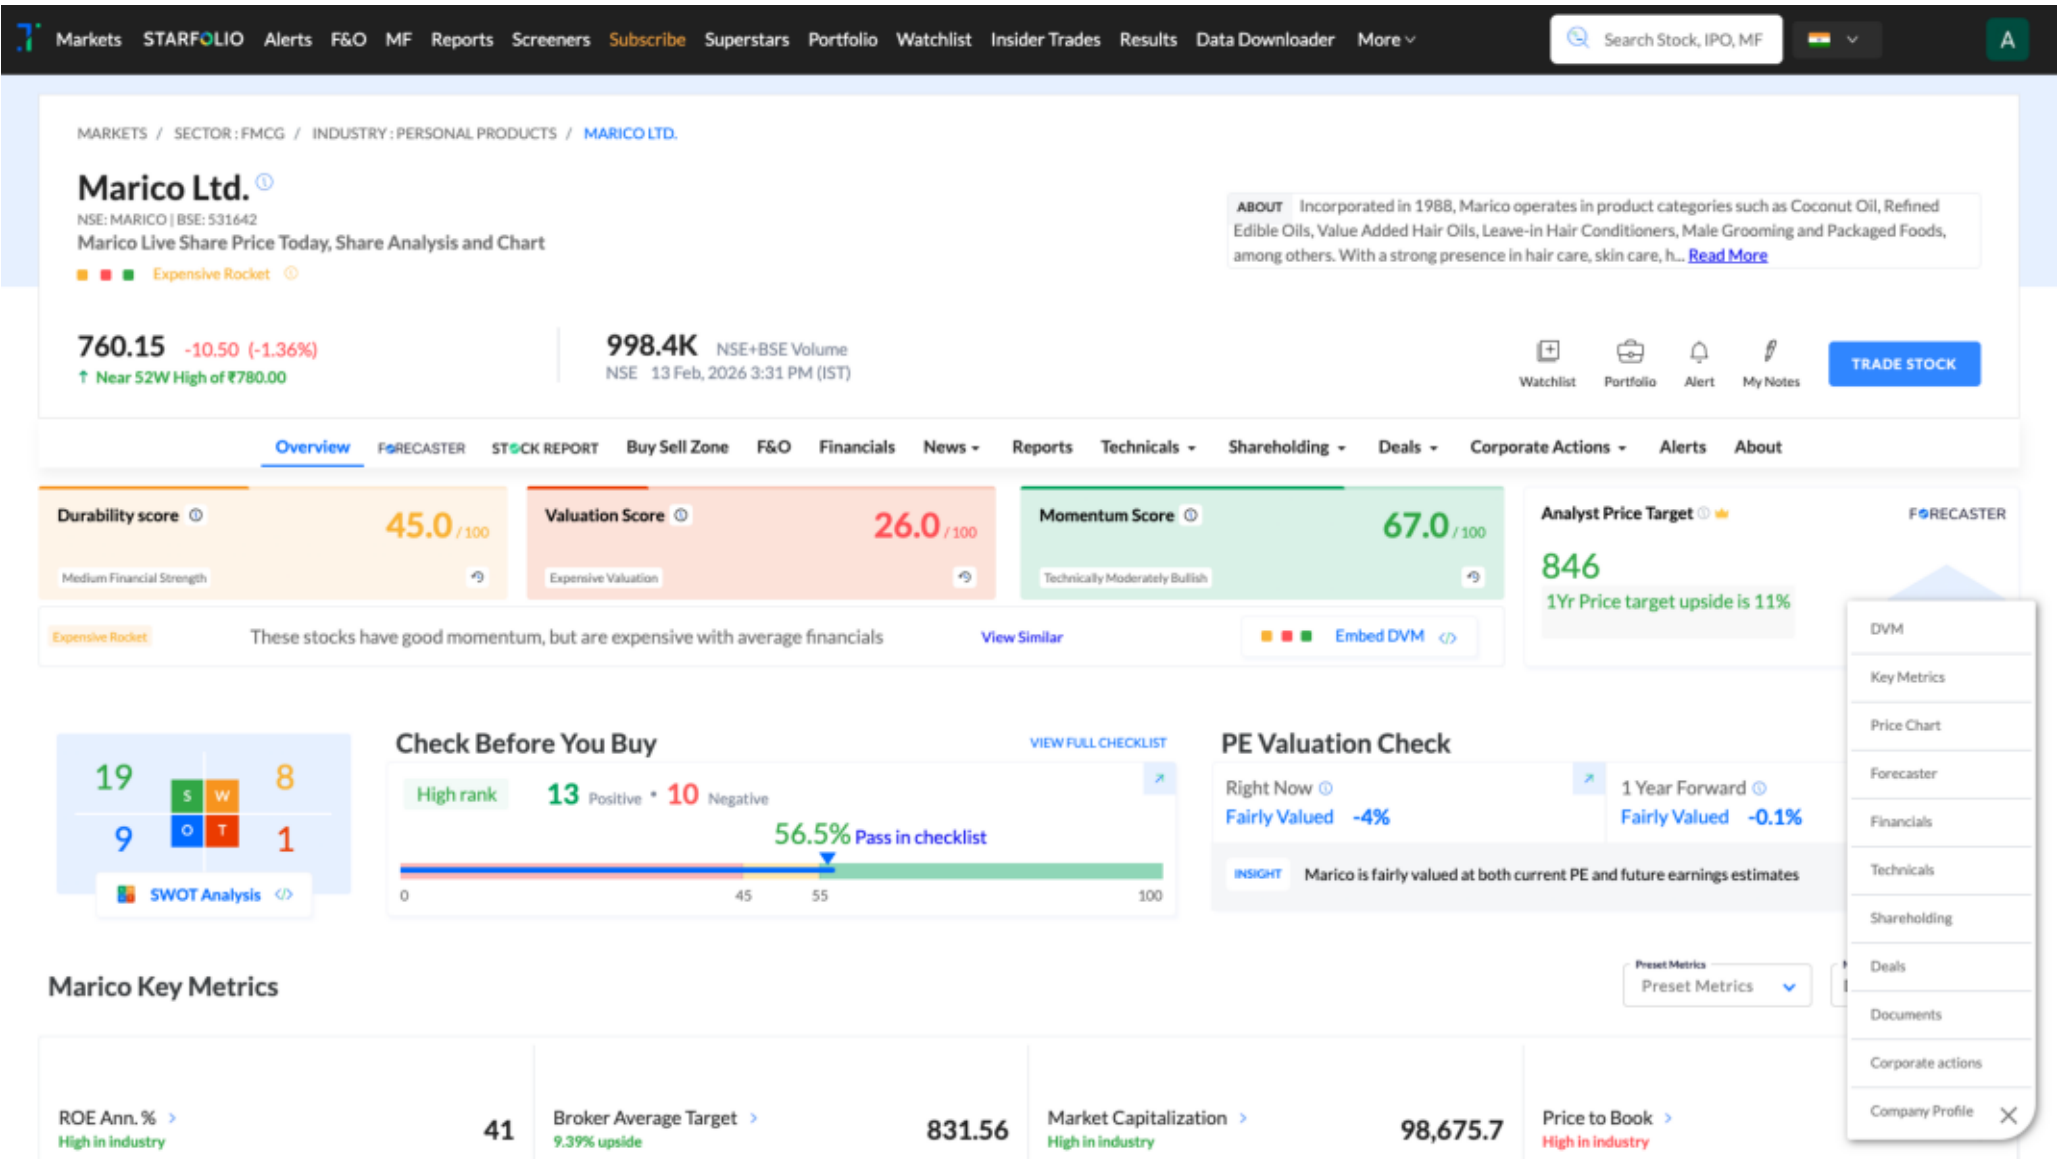 Markets STARFOLIO Alerts F&O MF Reports Screeners Subscribe Superstars Portfolio Watchlist Insider Trades Results Data Downloader More Search Stock, IPO, MF A
MARKETS / SECTOR : FMCG / INDUSTRY : PERSONAL PRODUCTS / MARICO LTD.
Marico Ltd.
NSE: MARICO | BSE: 531642
Marico Live Share Price Today, Share Analysis and Chart
Expensive Rocket
ABOUT Incorporated in 1988, Marico operates in product categories such as Coconut Oil, Refined
Edible Oils, Value Added Hair Oils, Leave-in Hair Conditioners, Male Grooming and Packaged Foods,
among others. With a strong presence in hair care, skin care, h... Read More
760.15 -10.50 (-1.36%)
↑ Near 52W High of ₹780.00
998.4K NSE+BSE Volume
NSE 13 Feb, 2026 3:31 PM (IST)
Watchlist Portfolio Alert My Notes TRADE STOCK
Overview FORECASTER STOCK REPORT Buy Sell Zone F&O Financials News Reports Technicals Shareholding Deals Corporate Actions Alerts About
Durability score 45.0 / 100
Medium Financial Strength
Valuation Score 26.0 / 100
Expensive Valuation
Momentum Score 67.0 / 100
Technically Moderately Bullish
Analyst Price Target FORECASTER
846
1Yr Price target upside is 11%
Expensive Rocket These stocks have good momentum, but are expensive with average financials View Similar Embed DVM </>
19 S W 8
9 O T 1
SWOT Analysis </>
Check Before You Buy VIEW FULL CHECKLIST
High rank 13 Positive • 10 Negative
56.5% Pass in checklist
0 45 55 100
PE Valuation Check
Right Now
Fairly Valued -4%
1 Year Forward
Fairly Valued -0.1%
INSIGHT Marico is fairly valued at both current PE and future earnings estimates
DVM
Key Metrics
Price Chart
Forecaster
Financials
Technicals
Shareholding
Deals
Documents
Corporate actions
Company Profile
Marico Key Metrics
Preset Metrics
Preset Metrics
ROE Ann. % 41
High in industry
Broker Average Target 831.56
9.39% upside
Market Capitalization 98,675.7
High in industry
Price to Book
High in industry